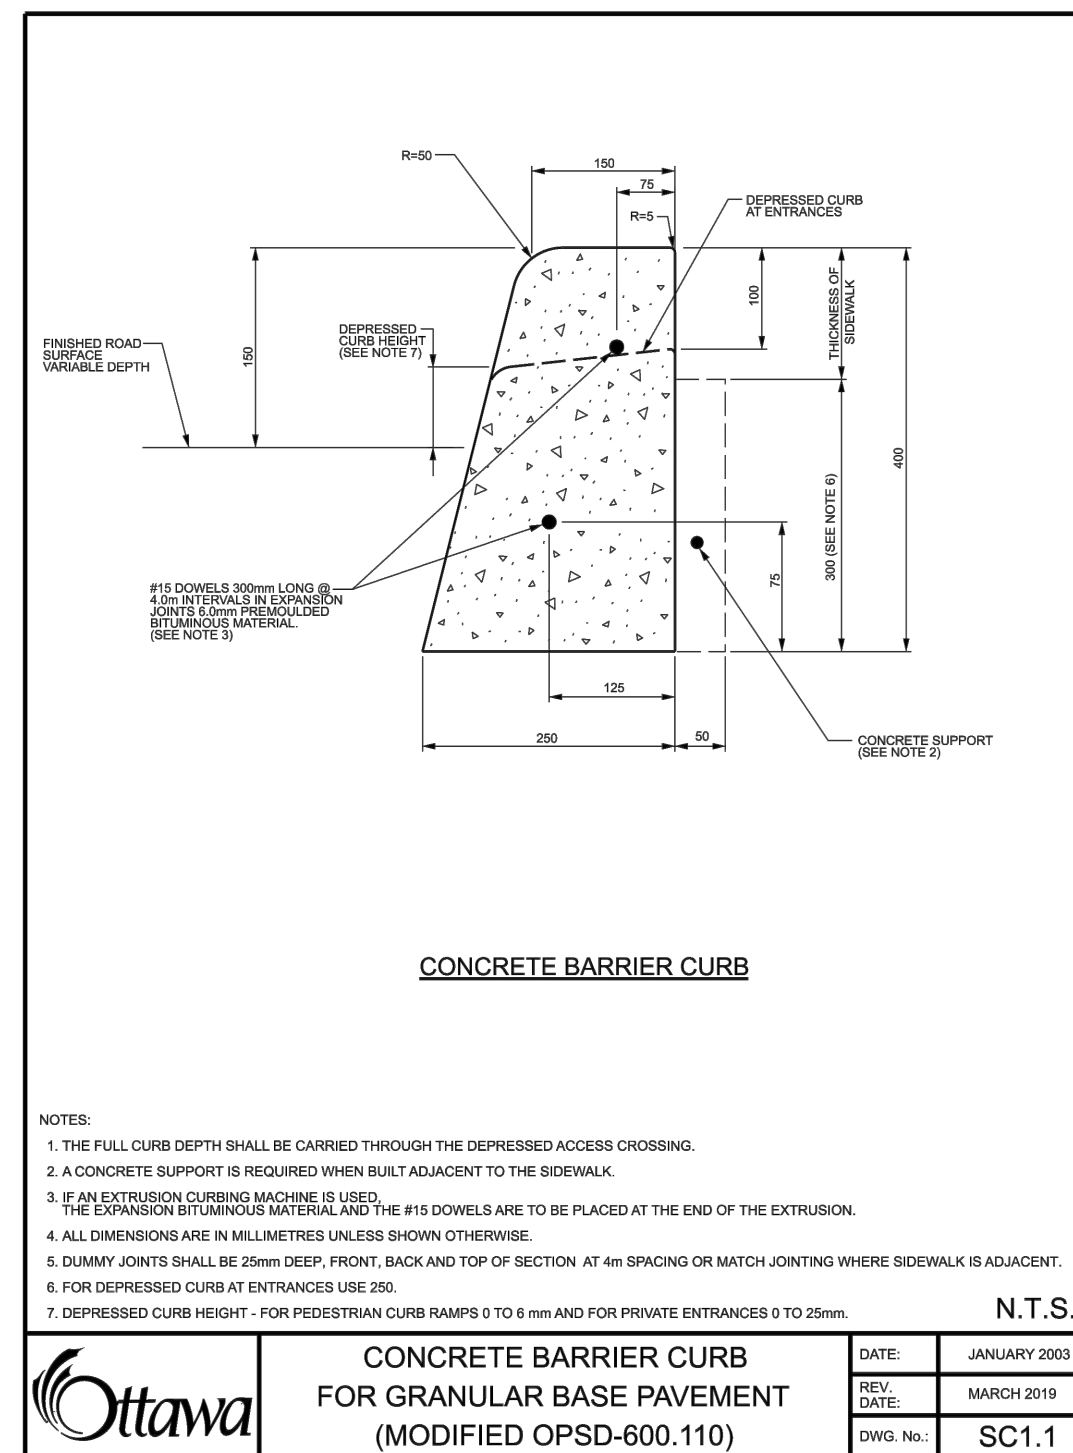 R=50
150
75
R=5
DEPRESSED CURB
AT ENTRANCES
FINISHED ROAD
SURFACE
VARIABLE DEPTH
150
DEPRESSED
CURB HEIGHT
(SEE NOTE 7)
100
THICKNESS OF
SIDEWALK
400
300 (SEE NOTE 6)
75
#15 DOWELS 300mm LONG @
4.0m INTERVALS IN EXPANSION
JOINTS 6.0mm PREMOULDED
BITUMINOUS MATERIAL.
(SEE NOTE 3)
125
250
50
CONCRETE SUPPORT
(SEE NOTE 2)
CONCRETE BARRIER CURB
NOTES:
1. THE FULL CURB DEPTH SHALL BE CARRIED THROUGH THE DEPRESSED ACCESS CROSSING.
2. A CONCRETE SUPPORT IS REQUIRED WHEN BUILT ADJACENT TO THE SIDEWALK.
3. IF AN EXTRUSION CURBING MACHINE IS USED,
THE EXPANSION BITUMINOUS MATERIAL AND THE #15 DOWELS ARE TO BE PLACED AT THE END OF THE EXTRUSION.
4. ALL DIMENSIONS ARE IN MILLIMETRES UNLESS SHOWN OTHERWISE.
5. DUMMY JOINTS SHALL BE 25mm DEEP, FRONT, BACK AND TOP OF SECTION AT 4m SPACING OR MATCH JOINTING WHERE SIDEWALK IS ADJACENT.
6. FOR DEPRESSED CURB AT ENTRANCES USE 250.
7. DEPRESSED CURB HEIGHT - FOR PEDESTRIAN CURB RAMPS 0 TO 6 mm AND FOR PRIVATE ENTRANCES 0 TO 25mm.
N.T.S.
Ottawa
CONCRETE BARRIER CURB
FOR GRANULAR BASE PAVEMENT
(MODIFIED OPSD-600.110)
DATE: JANUARY 2003
REV.
DATE: MARCH 2019
DWG. No.: SC1.1